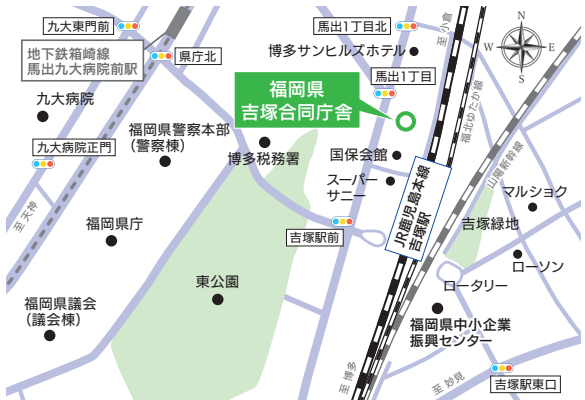 九大東門前
馬出1丁目北
至 小倉
地下鉄箱崎線
馬出九大病院前駅
県庁北
博多サンヒルズホテル
N
W
E
S
馬出1丁目
福岡県
吉塚合同庁舎
九大病院
福北ゆたか線
福岡県警察本部
(警察棟)
九大病院正門
博多税務署
国保会館
山陽新幹線
スーパー
サニー
マルショク
JR鹿児島本線
吉塚駅
至 天神
福岡県庁
吉塚駅前
吉塚緑地
ローソン
東公園
ロータリー
福岡県議会
(議会棟)
福岡県中小企業
振興センター
至 博多
至 妙見
吉塚駅東口